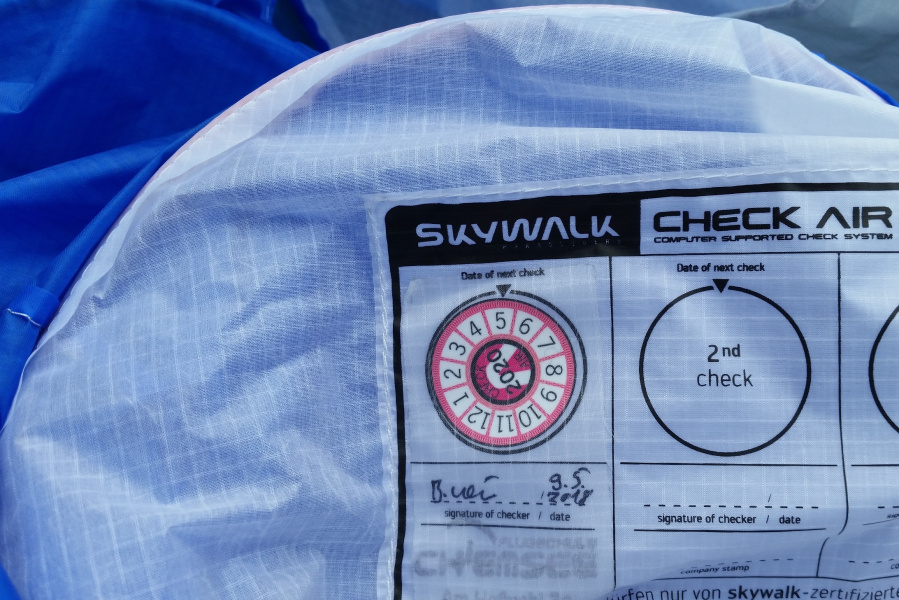 SKYWALK
CHECK AIR
COMPUTER SUPPORTED CHECK SYSTEM
Date of next check
1 2 3 4 5 6 7 8 9 10 11 12
2020
9.5.
2018
signature of checker / date
CHIEMSEE
Date of next check
2nd
check
/
signature of checker / date
company stamp
nur von skywalk-zertifizierte